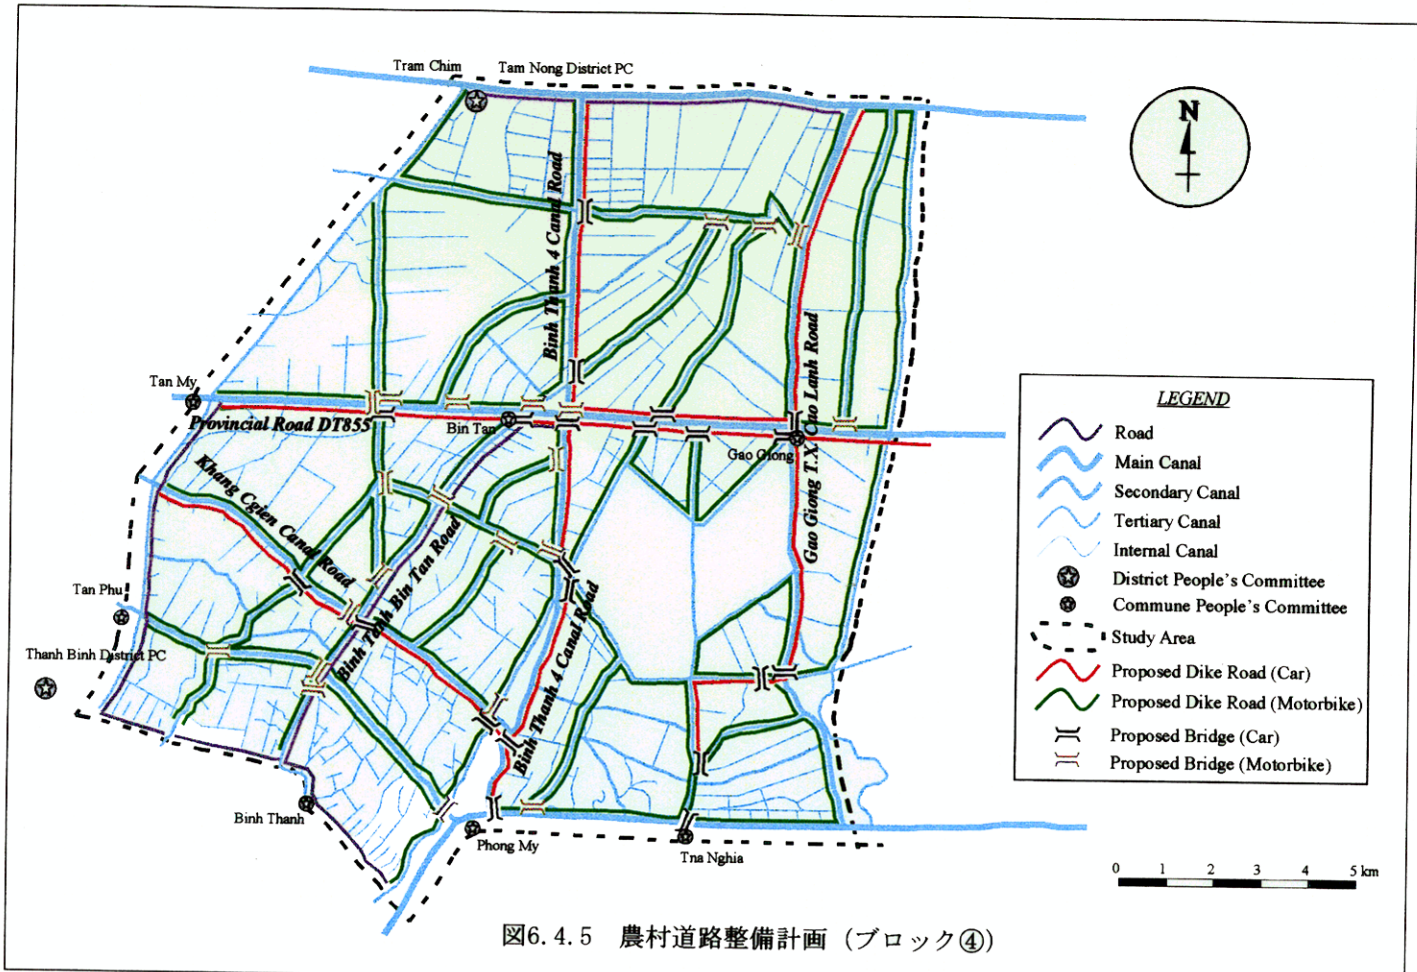 Tram Chim
Tam Nong District PC
N
Binh Thanh 4 Canal Road
Tan My
Provincial Road DT855
Bin Tan
Gao Giong
Gao Giong T.X. Cao Lanh Road
Khang Cgien Canal Road
Binh Tanh Bin Tan Road
Binh Thanh 4 Canal Road
Tan Phu
Thanh Binh District PC
Binh Thanh
Phong My
Tna Nghia
LEGEND
Road
Main Canal
Secondary Canal
Tertiary Canal
Internal Canal
District People's Committee
Commune People's Committee
Study Area
Proposed Dike Road (Car)
Proposed Dike Road (Motorbike)
Proposed Bridge (Car)
Proposed Bridge (Motorbike)
0 1 2 3 4 5 km
図6.4.5 農村道路整備計画（ブロック④）